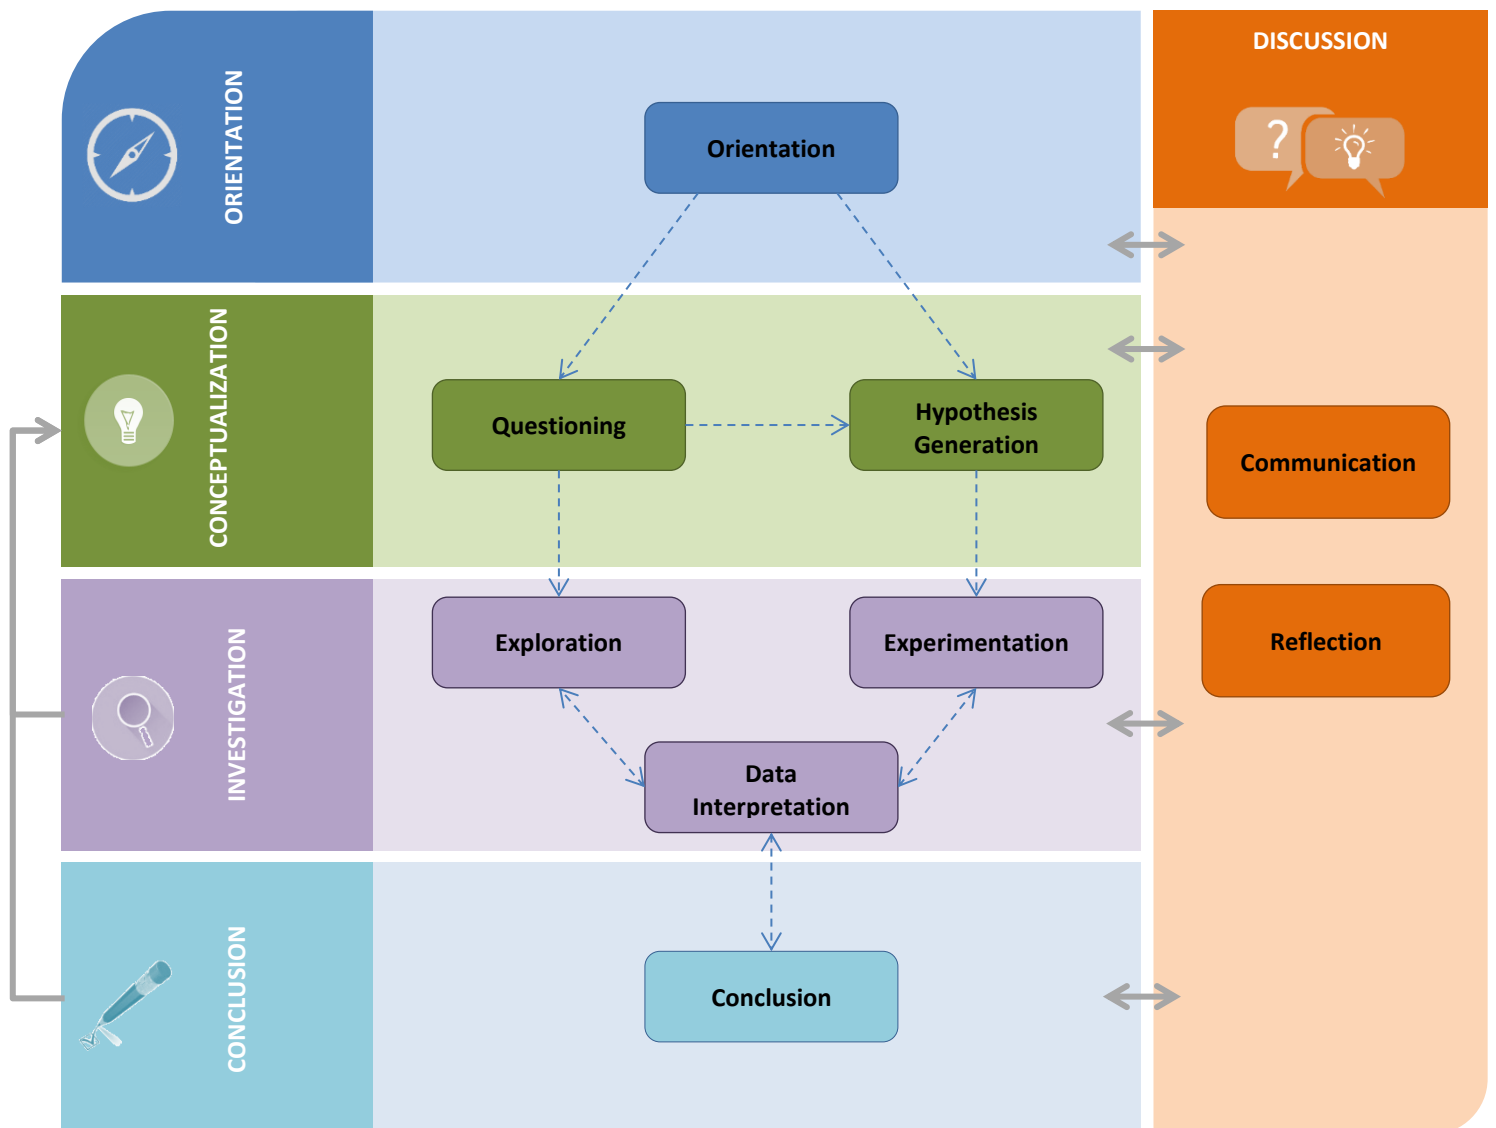 ORIENTATION
Orientation
DISCUSSION
?
CONCEPTUALIZATION
Questioning
Hypothesis
Generation
Communication
INVESTIGATION
Exploration
Experimentation
Reflection
Data
Interpretation
CONCLUSION
Conclusion